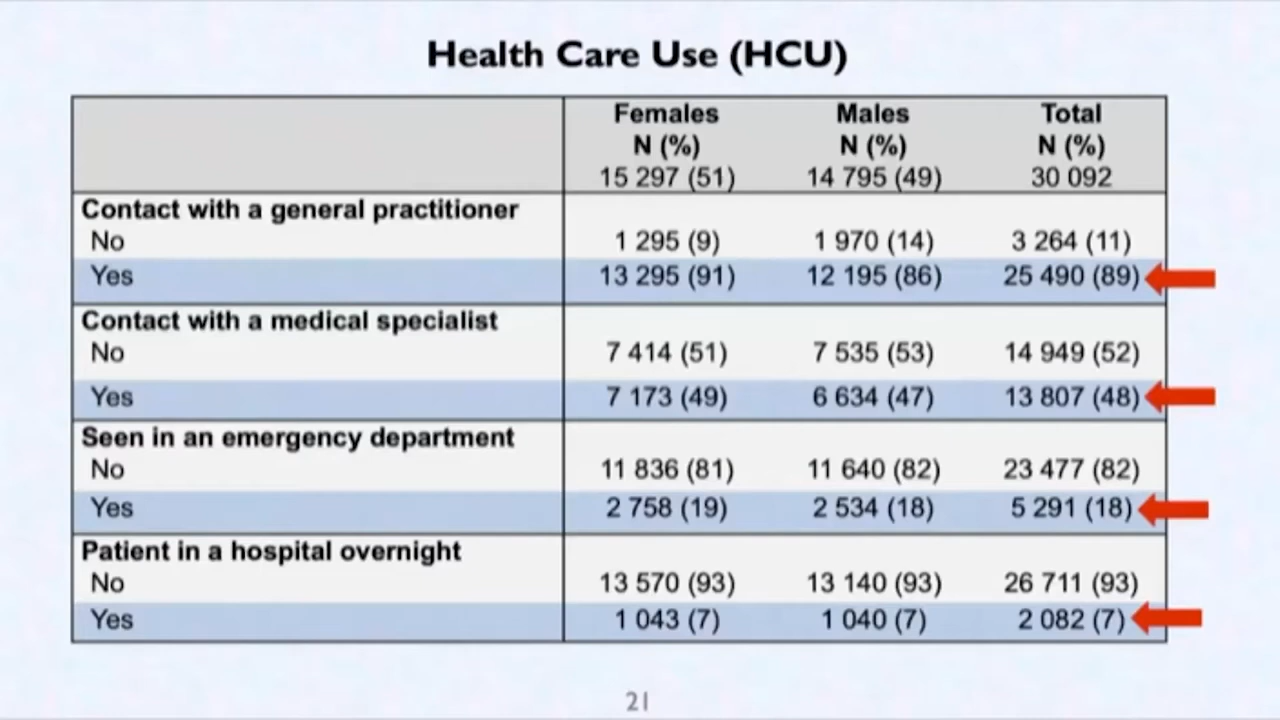 Health Care Use (HCU)
Females Males Total
N (%) N (%) N (%)
15 297 (51) 14 795 (49) 30 092
Contact with a general practitioner
No 1 295 (9) 1 970 (14) 3 264 (11)
Yes 13 295 (91) 12 195 (86) 25 490 (89)
Contact with a medical specialist
No 7 414 (51) 7 535 (53) 14 949 (52)
Yes 7 173 (49) 6 634 (47) 13 807 (48)
Seen in an emergency department
No 11 836 (81) 11 640 (82) 23 477 (82)
Yes 2 758 (19) 2 534 (18) 5 291 (18)
Patient in a hospital overnight
No 13 570 (93) 13 140 (93) 26 711 (93)
Yes 1 043 (7) 1 040 (7) 2 082 (7)
21